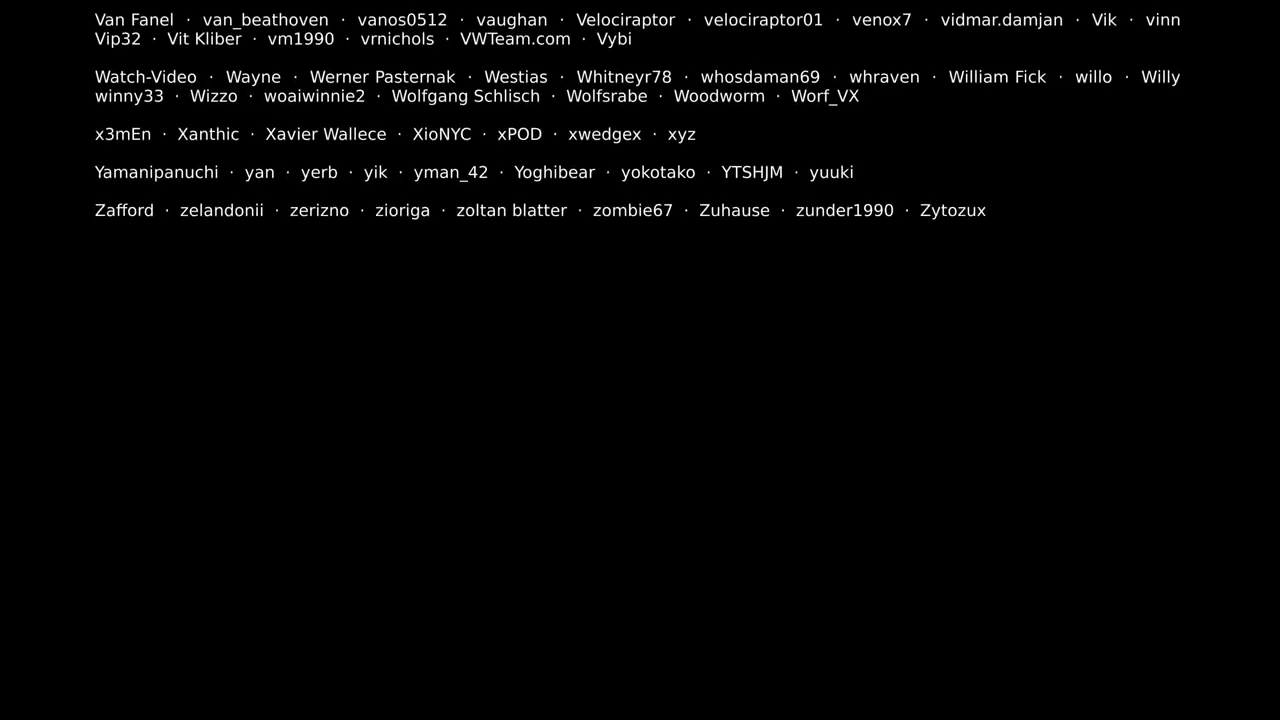 Van Fanel · van_beathoven · vanos0512 · vaughan · Velociraptor · velociraptor01 · venox7 · vidmar.damjan · Vik · vinn
Vip32 · Vit Kliber · vm1990 · vrnichols · VWTeam.com · Vybi
Watch-Video · Wayne · Werner Pasternak · Westias · Whitneyr78 · whosdaman69 · whraven · William Fick · willo · Willy
winny33 · Wizzo · woaiwinnie2 · Wolfgang Schlisch · Wolfsrabe · Woodworm · Worf_VX
x3mEn · Xanthic · Xavier Wallece · XioNYC · xPOD · xwedgex · xyz
Yamanipanuchi · yan · yerb · yik · yman_42 · Yoghibear · yokotako · YTSHJM · yuuki
Zafford · zelandonii · zerizno · zioriga · zoltan blatter · zombie67 · Zuhause · zunder1990 · Zytozux